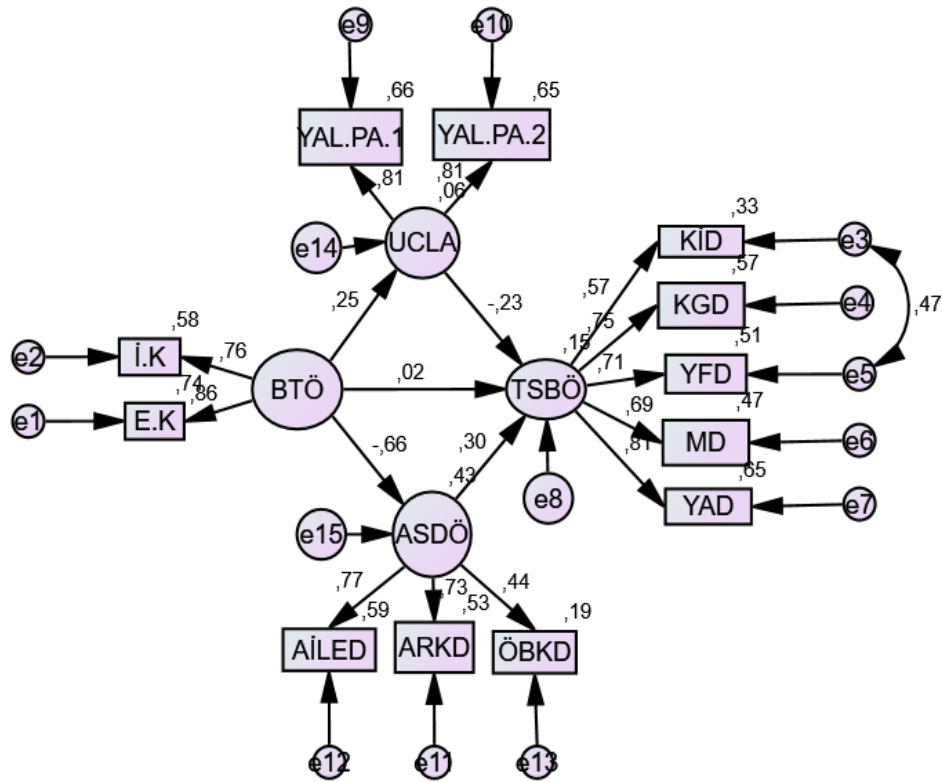 e9
e10
,66
,65
YAL.PA.1
YAL.PA.2
,81
,81
,06
e14
UCLA
,33
KİD
e3
,25
-,23
,57
,57
KGD
e4
,47
,58
,75
,15
,51
e2
İ.K
,76
BTÖ
,02
TSBÖ
,71
YFD
e5
,74
,86
,47
e1
E.K
,69
MD
e6
-,66
,30
,81
,65
,43
e8
YAD
e7
e15
ASDÖ
,77
,73
,44
,59
,53
,19
AİLED
ARKD
ÖBKD
e12
e11
e13